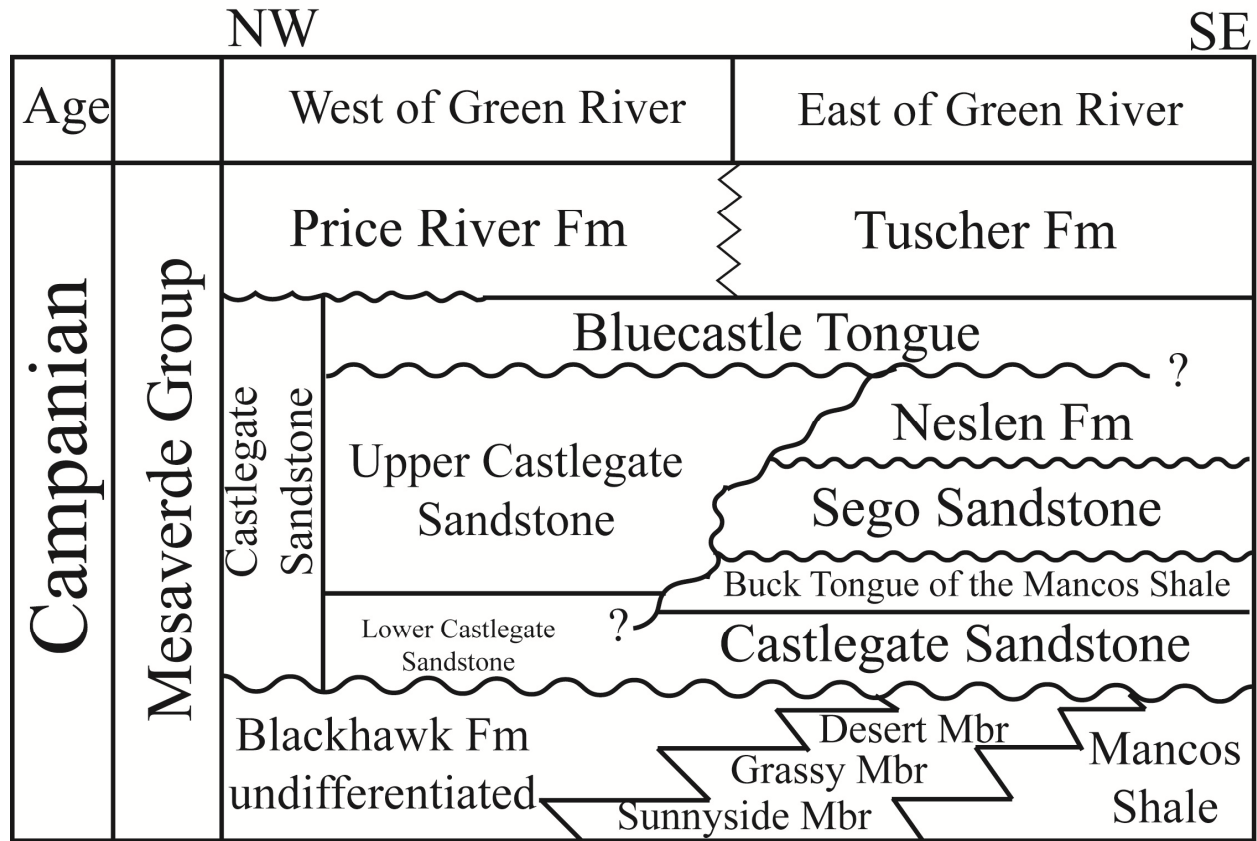 NW
SE
Age
West of Green River
East of Green River
Campanian
Mesaverde Group
Price River Fm
Tuscher Fm
Castlegate
Sandstone
Bluecastle Tongue
?
Upper Castlegate
Sandstone
Neslen Fm
Sego Sandstone
Buck Tongue of the Mancos Shale
Lower Castlegate
Sandstone
?
Castlegate Sandstone
Blackhawk Fm
undifferentiated
Desert Mbr
Grassy Mbr
Sunnyside Mbr
Mancos
Shale